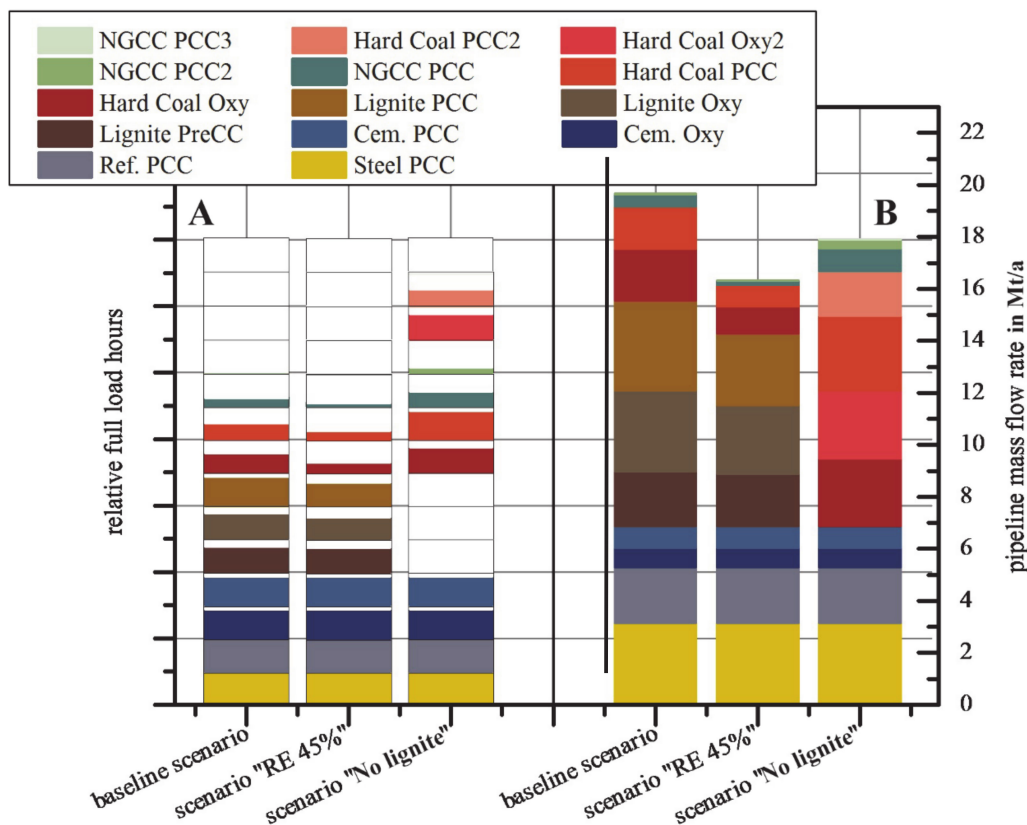 NGCC PCC3 Hard Coal PCC2 Hard Coal Oxy2
NGCC PCC2 NGCC PCC Hard Coal PCC
Hard Coal Oxy Lignite PCC Lignite Oxy
Lignite PreCC Cem. PCC Cem. Oxy
Ref. PCC Steel PCC
A
B
relative full load hours
22
20
18
16
14
12
10
8
6
4
2
0
pipeline mass flow rate in Mt/a
baseline scenario
scenario "RE 45%"
scenario "No lignite"
baseline scenario
scenario "RE 45%"
scenario "No lignite"